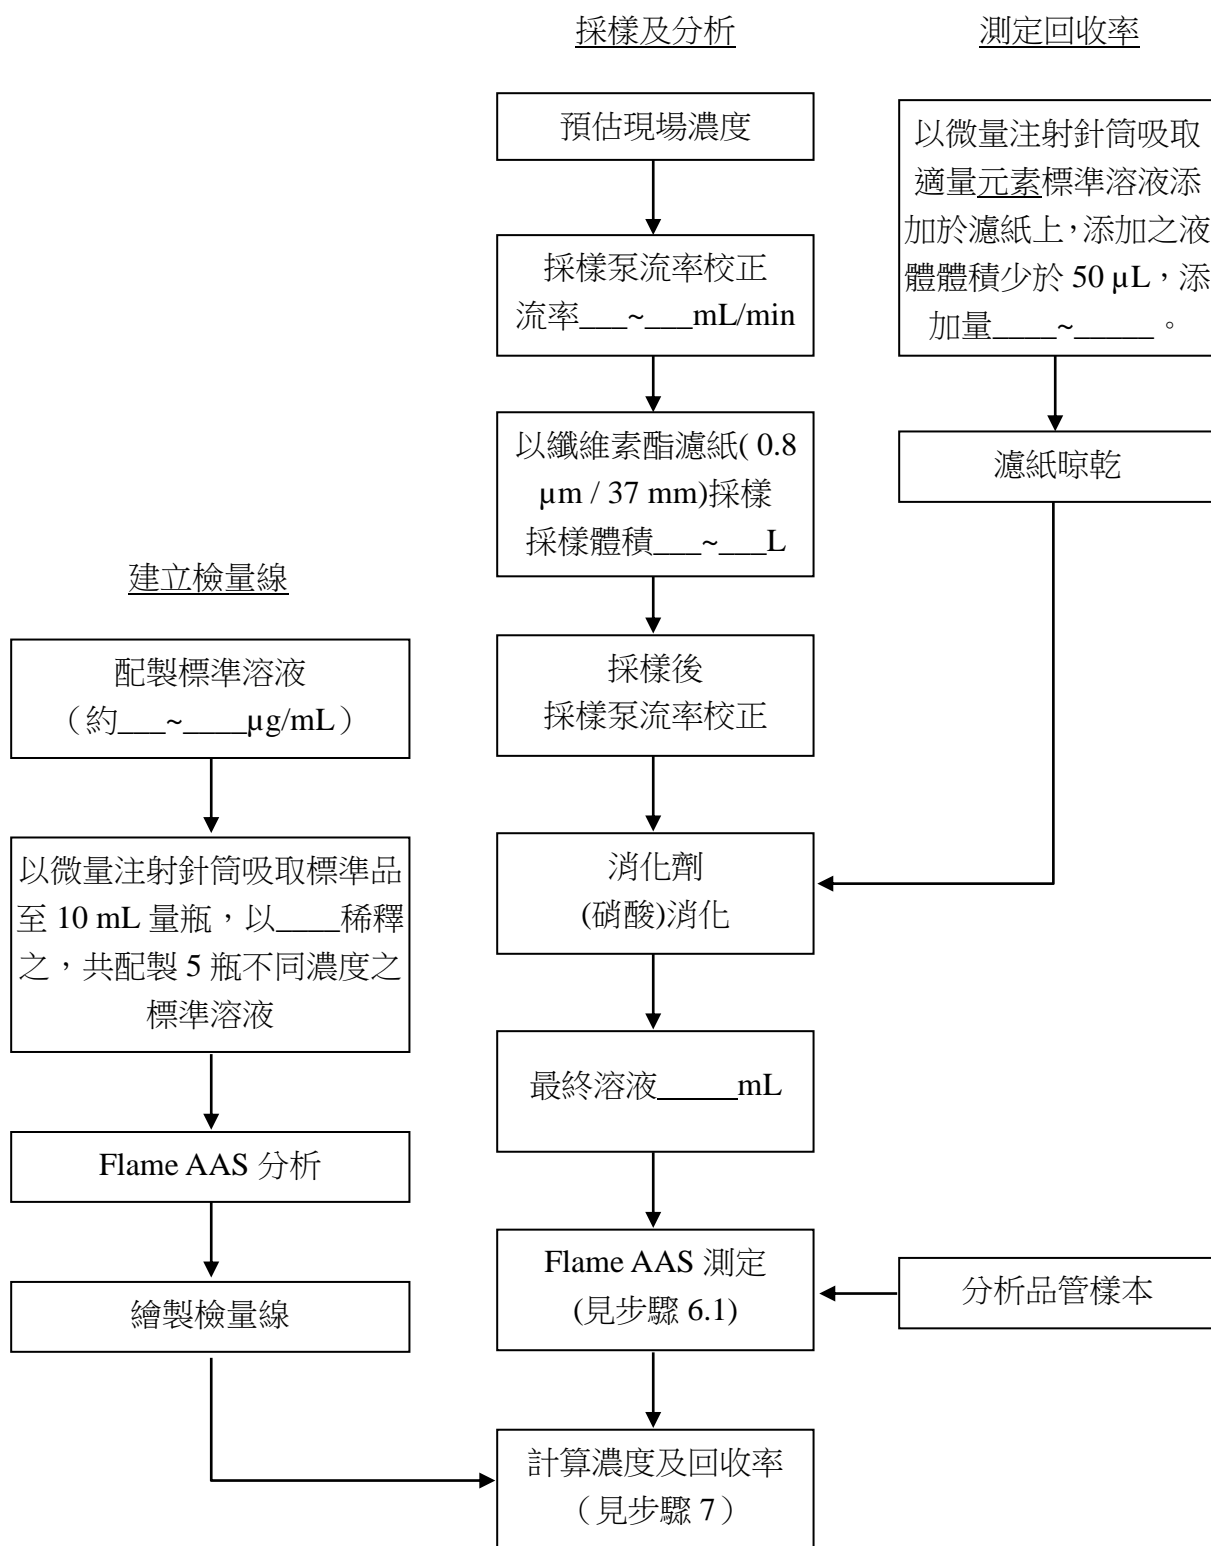 採樣及分析
預估現場濃度
採樣泵流率校正
流率___~___mL/min
以纖維素酯濾紙( 0.8
µm / 37 mm)採樣
採樣體積___~___L
採樣後
採樣泵流率校正
消化劑
(硝酸)消化
最終溶液_____mL
Flame AAS 測定
(見步驟 6.1)
計算濃度及回收率
（見步驟 7）
測定回收率
以微量注射針筒吸取
適量元素標準溶液添
加於濾紙上，添加之液
體體積少於 50 µL，添
加量____~_____。
濾紙晾乾
分析品管樣本
建立檢量線
配製標準溶液
（約___~____µg/mL）
以微量注射針筒吸取標準品
至 10 mL 量瓶，以____稀釋
之，共配製 5 瓶不同濃度之
標準溶液
Flame AAS 分析
繪製檢量線